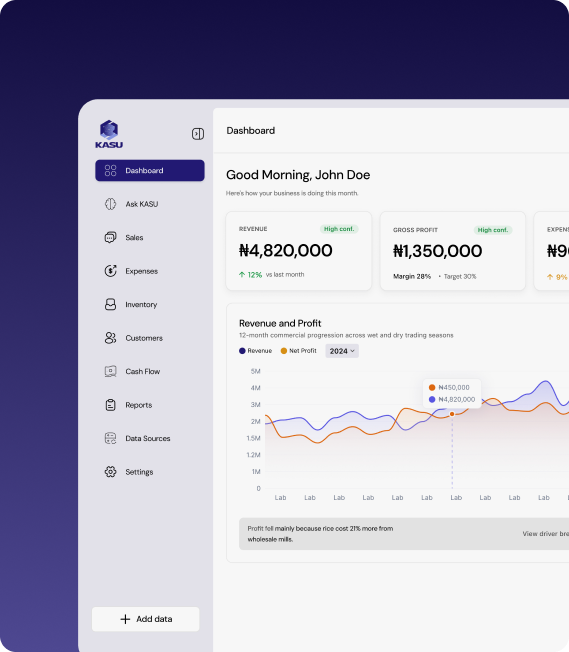 KASU
Dashboard
Ask KASU
Sales
Expenses
Inventory
Customers
Cash Flow
Reports
Data Sources
Settings
Add data
Dashboard
Good Morning, John Doe
Here's how your business is doing this month.
REVENUE High conf.
₦4,820,000
↑ 12% vs last month
GROSS PROFIT High conf.
₦1,350,000
Margin 28% • Target 30%
EXPENS
₦9
↑ 9%
Revenue and Profit
12-month commercial progression across wet and dry trading seasons
Revenue Net Profit 2024
5M
4M
3M
2M
1.5M
1.2M
1M
0
₦450,000
₦4,820,000
Lab Lab Lab Lab Lab Lab Lab Lab Lab Lab
Profit fell mainly because rice cost 21% more from
wholesale mills.
View driver bre